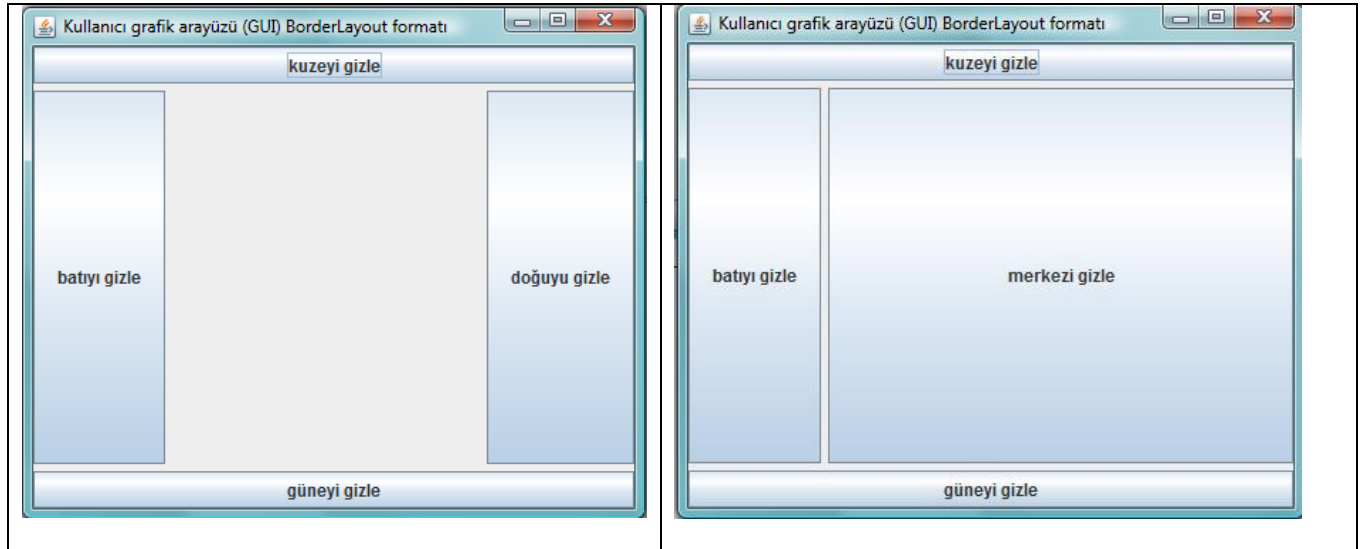 Kullanıcı grafik arayüzü (GUI) BorderLayout formatı
kuzeyi gizle
batıyı gizle
doğuyu gizle
güneyi gizle
Kullanıcı grafik arayüzü (GUI) BorderLayout formatı
kuzeyi gizle
batıyı gizle
merkezi gizle
güneyi gizle